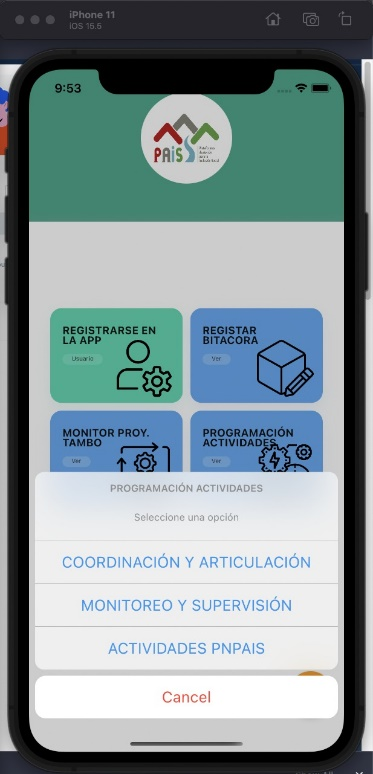 iPhone 11
iOS 15.5
9:53
PAIS
REGISTRARSE EN
LA APP
Usuario
REGISTAR
BITACORA
Ver
MONITOR PROY.
TAMBO
Ver
PROGRAMACIÓN
ACTIVIDADES
Ver
PROGRAMACIÓN ACTIVIDADES
Seleccione una opción
COORDINACIÓN Y ARTICULACIÓN
MONITOREO Y SUPERVISIÓN
ACTIVIDADES PNPAIS
Cancel